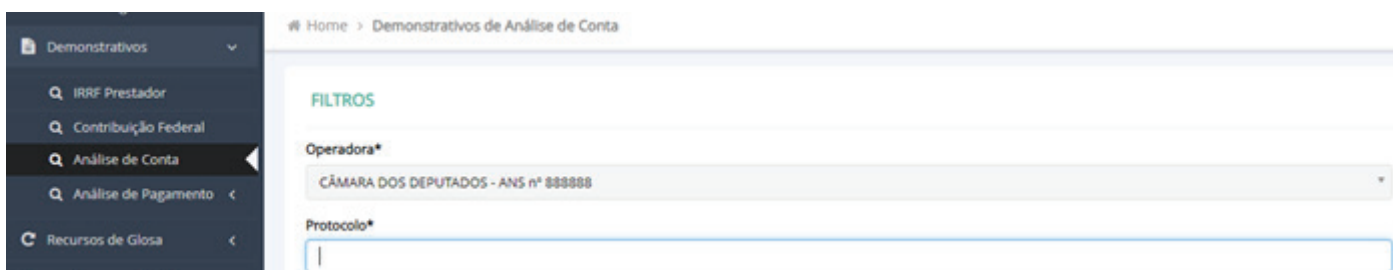 Demonstrativos
IRRF Prestador
Contribuição Federal
Análise de Conta
Análise de Pagamento
Recursos de Glosa
Home > Demonstrativos de Análise de Conta
FILTROS
Operadora*
CÂMARA DOS DEPUTADOS - ANS nº 888888
Protocolo*